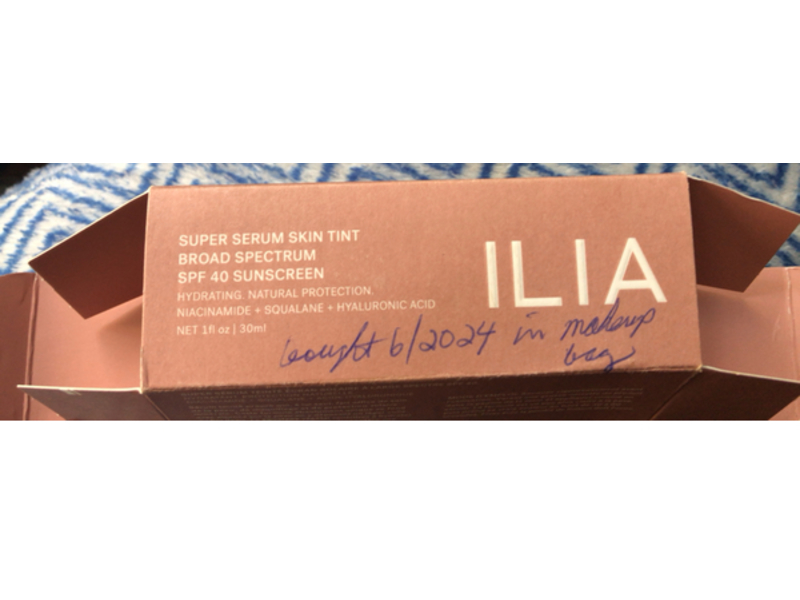 SUPER SERUM SKIN TINT
BROAD SPECTRUM
SPF 40 SUNSCREEN
HYDRATING. NATURAL PROTECTION.
NIACINAMIDE + SQUALANE + HYALURONIC ACID
NET 1fl oz | 30ml
ILIA
bought 6/2024 in makeup
bag